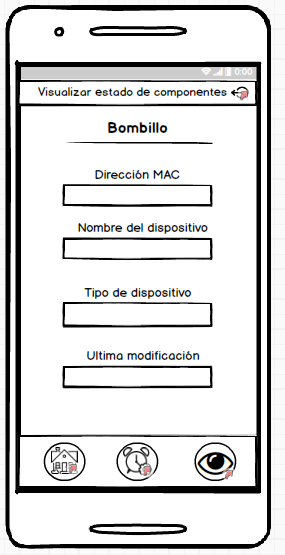 0:00
Visualizar estado de componentes
Bombillo
Dirección MAC
Nombre del dispositivo
Tipo de dispositivo
Ultima modificación